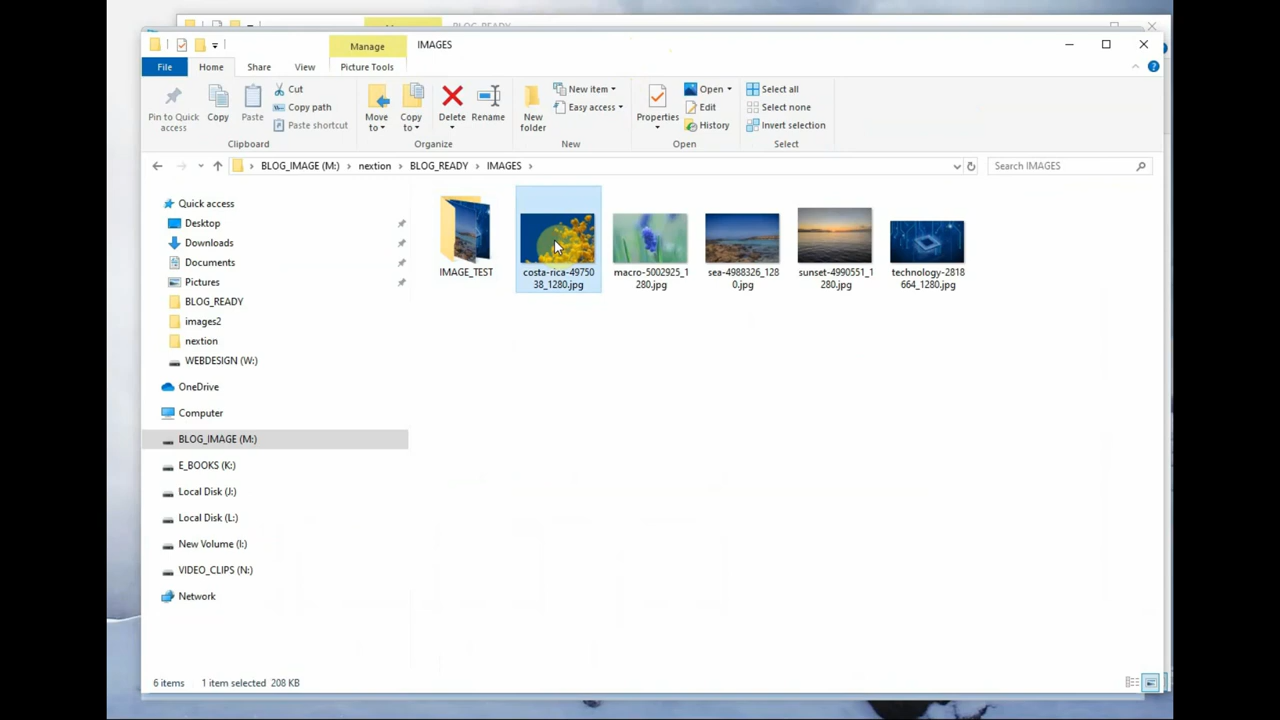 BLOG_READY
Manage
IMAGES
File
Home
Share
View
Picture Tools
Pin to Quick
access
Copy
Paste
Cut
Copy path
Paste shortcut
Clipboard
Move
to
Copy
to
Delete
Rename
Organize
New
folder
New item
Easy access
New
Properties
Open
Edit
History
Open
Select all
Select none
Invert selection
Select
BLOG_IMAGE (M:)
nextion
BLOG_READY
IMAGES
Search IMAGES
Quick access
Desktop
Downloads
Documents
Pictures
BLOG_READY
images2
nextion
WEBDESIGN (W:)
OneDrive
Computer
BLOG_IMAGE (M:)
E_BOOKS (K:)
Local Disk (J:)
Local Disk (L:)
New Volume (I:)
VIDEO_CLIPS (N:)
Network
IMAGE_TEST
costa-rica-49750
38_1280.jpg
macro-5002925_1
280.jpg
sea-4988326_128
0.jpg
sunset-4990551_1
280.jpg
technology-2818
664_1280.jpg
6 items
1 item selected 208 KB